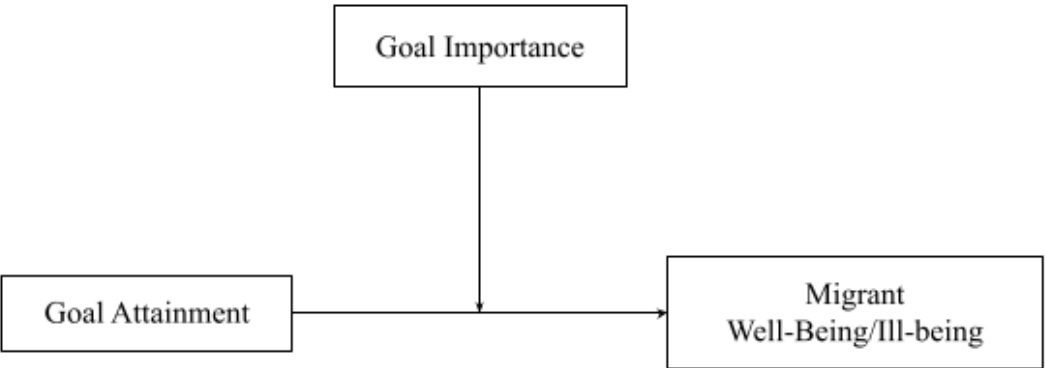 Goal Importance
Goal Attainment
Migrant
Well-Being/Ill-being